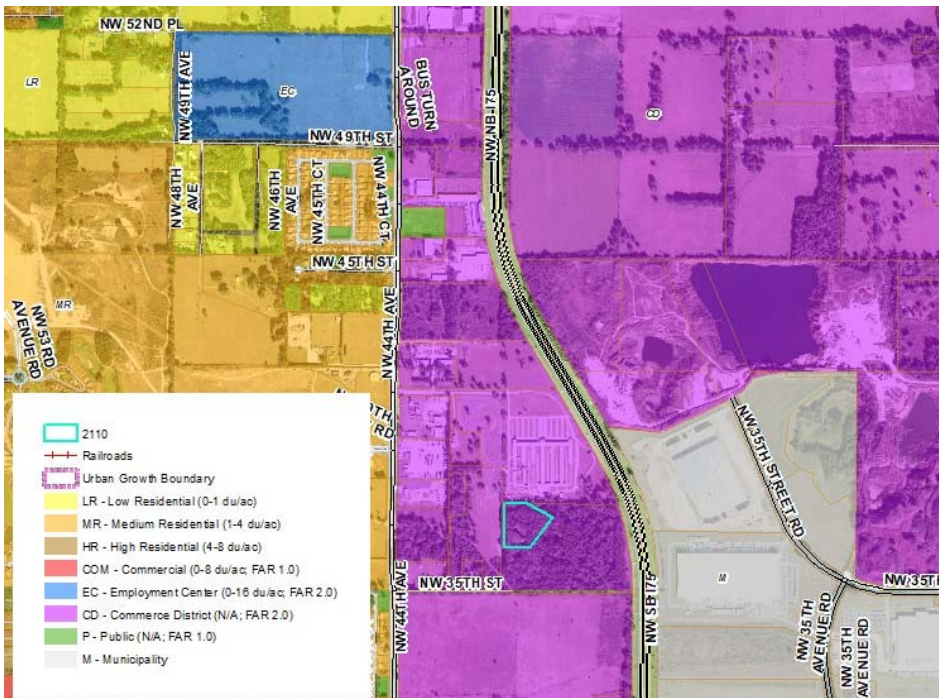 NW 52ND PL
LR
NW 49TH AVE
EC
BUS TURN
AROUND
NW NB I75
CD
NW 49TH ST
NW 48TH
AVE
NW 46TH
AVE
NW 45TH CT
NW 44TH CT
NW 45TH ST
MR
NW 53RD
AVENUE RD
NW 44TH AVE
M
NW 35TH STREET RD
2110
Railroads
Urban Growth Boundary
LR - Low Residential (0-1 du/ac)
MR - Medium Residential (1-4 du/ac)
HR - High Residential (4-8 du/ac)
COM - Commercial (0-8 du/ac; FAR 1.0)
EC - Employment Center (0-16 du/ac; FAR 2.0)
CD - Commerce District (N/A; FAR 2.0)
P - Public (N/A; FAR 1.0)
M - Municipality
NW 35TH ST
NW 44TH AVE
NW SB I75
M
NW 35TH
NW 35TH
AVENUE RD
NW 35TH
AVENUE RD